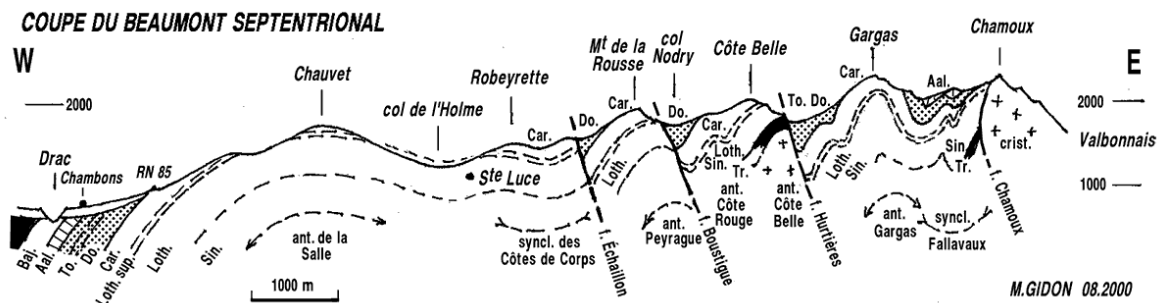 COUPE DU BEAUMONT SEPTENTRIONAL
W
E
2000
Chauvet
col de l'Holme
Robeyrette
Mt de la
Rousse
col
Nodry
Côte Belle
Gargas
Chamoux
2000
1000
Valbonnais
Drac
Chambons
RN 85
Ste Luce
Car.
Do.
Car.
Do.
Car.
To. Do.
Car.
Aal.
crist.
Baj.
Aal.
To.
Do.
Car.
Loth. sup.
Loth.
Sin.
ant. de la
Salle
syncl. des
Côtes de Corps
f. Échaillon
Loth.
ant.
Peyrague
f. Boustigue
Loth.
Sin.
Tr.
ant.
Côte
Rouge
ant.
Côte
Belle
f. Hurtières
Loth.
Sin.
ant.
Gargas
syncl.
Fallavaux
Sin.
Tr.
f. Chamoux
1000 m
M.GIDON 08.2000